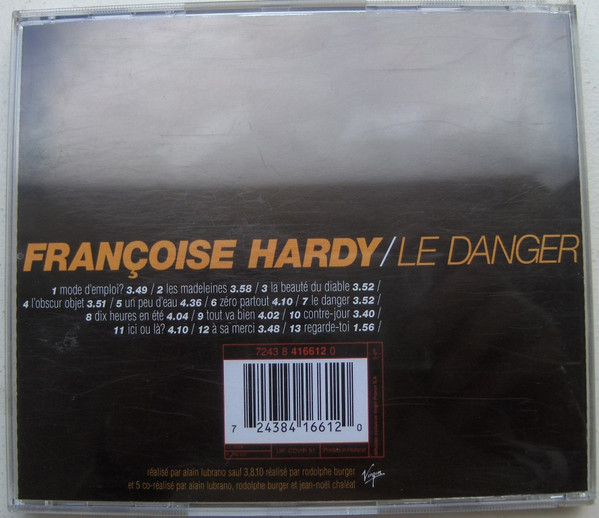 FRANÇOISE HARDY/LE DANGER
1 mode d'emploi? 3.49 / 2 les madeleines 3.58 / 3 la beauté du diable 3.52 /
4 l'obscur objet 3.51 / 5 un peu d'eau 4.36 / 6 zéro partout 4.10 / 7 le danger 3.52 /
8 dix heures en été 4.04 / 9 tout va bien 4.02 / 10 contre-jour 3.40 /
11 ici ou là? 4.10 / 12 à sa merci 3.48 / 13 regarde-toi 1.56 /
7243 8 416612 0
7 24384 16612 0
réalisé par alain lubrano sauf 3,8,10 réalisé par rodolphe burger
et 5 co-réalisé par alain lubrano, rodolphe burger et jean-noël chaléat
Virgin